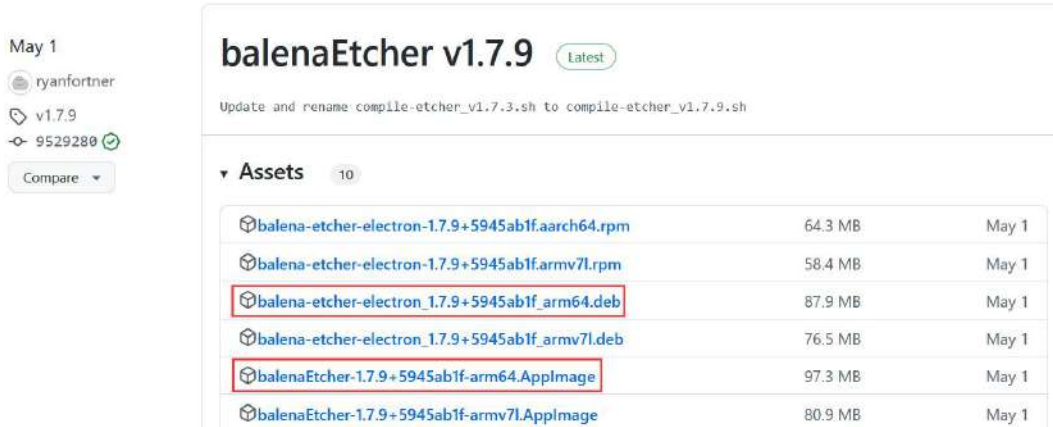 May 1
ryanfortner
v1.7.9
9529280
Compare
balenaEtcher v1.7.9 Latest
Update and rename compile-etcher_v1.7.3.sh to compile-etcher_v1.7.9.sh
Assets 10
balena-etcher-electron-1.7.9+5945ab1f.aarch64.rpm 64.3 MB May 1
balena-etcher-electron-1.7.9+5945ab1f.armv7l.rpm 58.4 MB May 1
balena-etcher-electron_1.7.9+5945ab1f_arm64.deb 87.9 MB May 1
balena-etcher-electron_1.7.9+5945ab1f_armv7l.deb 76.5 MB May 1
balenaEtcher-1.7.9+5945ab1f-arm64.AppImage 97.3 MB May 1
balenaEtcher-1.7.9+5945ab1f-armv7l.AppImage 80.9 MB May 1